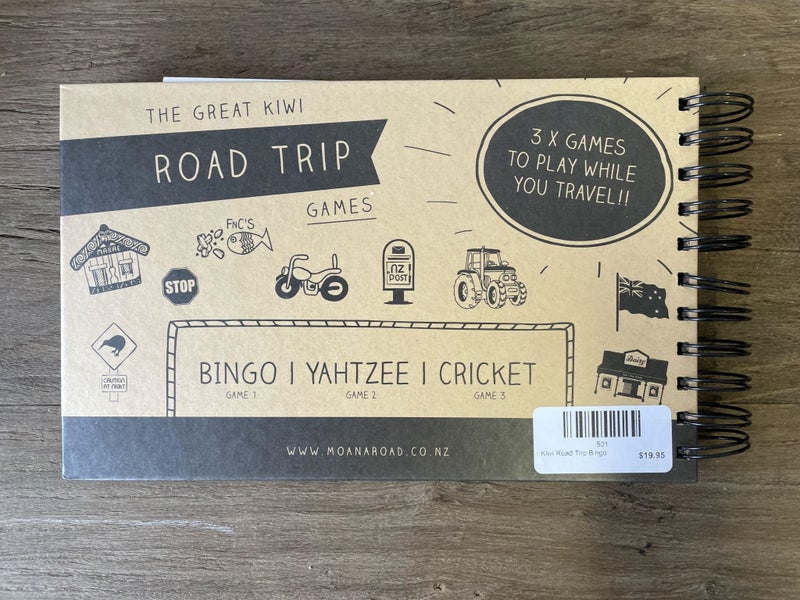 THE GREAT KIWI
ROAD TRIP
GAMES
3 X GAMES
TO PLAY WHILE
YOU TRAVEL!!
MARAE
FNC'S
STOP
NZ
POST
CAUTION
AT NIGHT
Dairy
BINGO | YAHTZEE | CRICKET
GAME 1 GAME 2 GAME 3
WWW.MOANAROAD.CO.NZ
501
Kiwi Road Trip Bingo $19.95